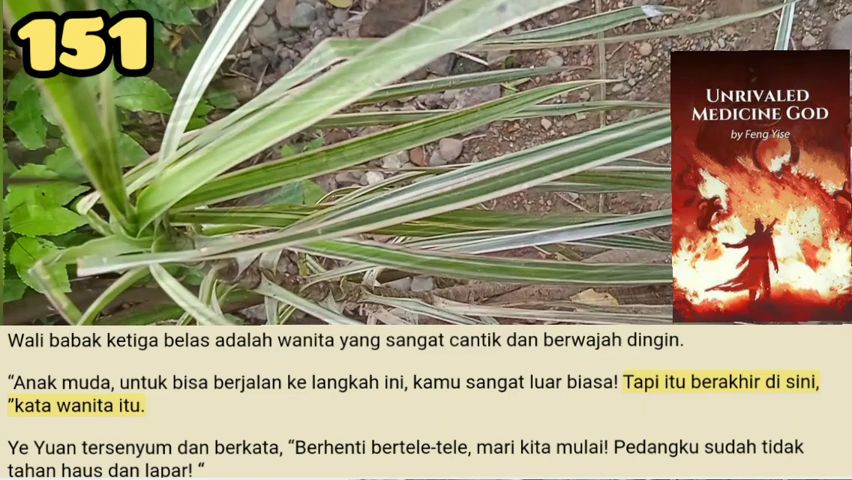 151
UNRIVALED
MEDICINE GOD
by Feng Yise
Wali babak ketiga belas adalah wanita yang sangat cantik dan berwajah dingin.
“Anak muda, untuk bisa berjalan ke langkah ini, kamu sangat luar biasa! Tapi itu berakhir di sini,
”kata wanita itu.
Ye Yuan tersenyum dan berkata, “Berhenti bertele-tele, mari kita mulai! Pedangku sudah tidak
tahan haus dan lapar! “